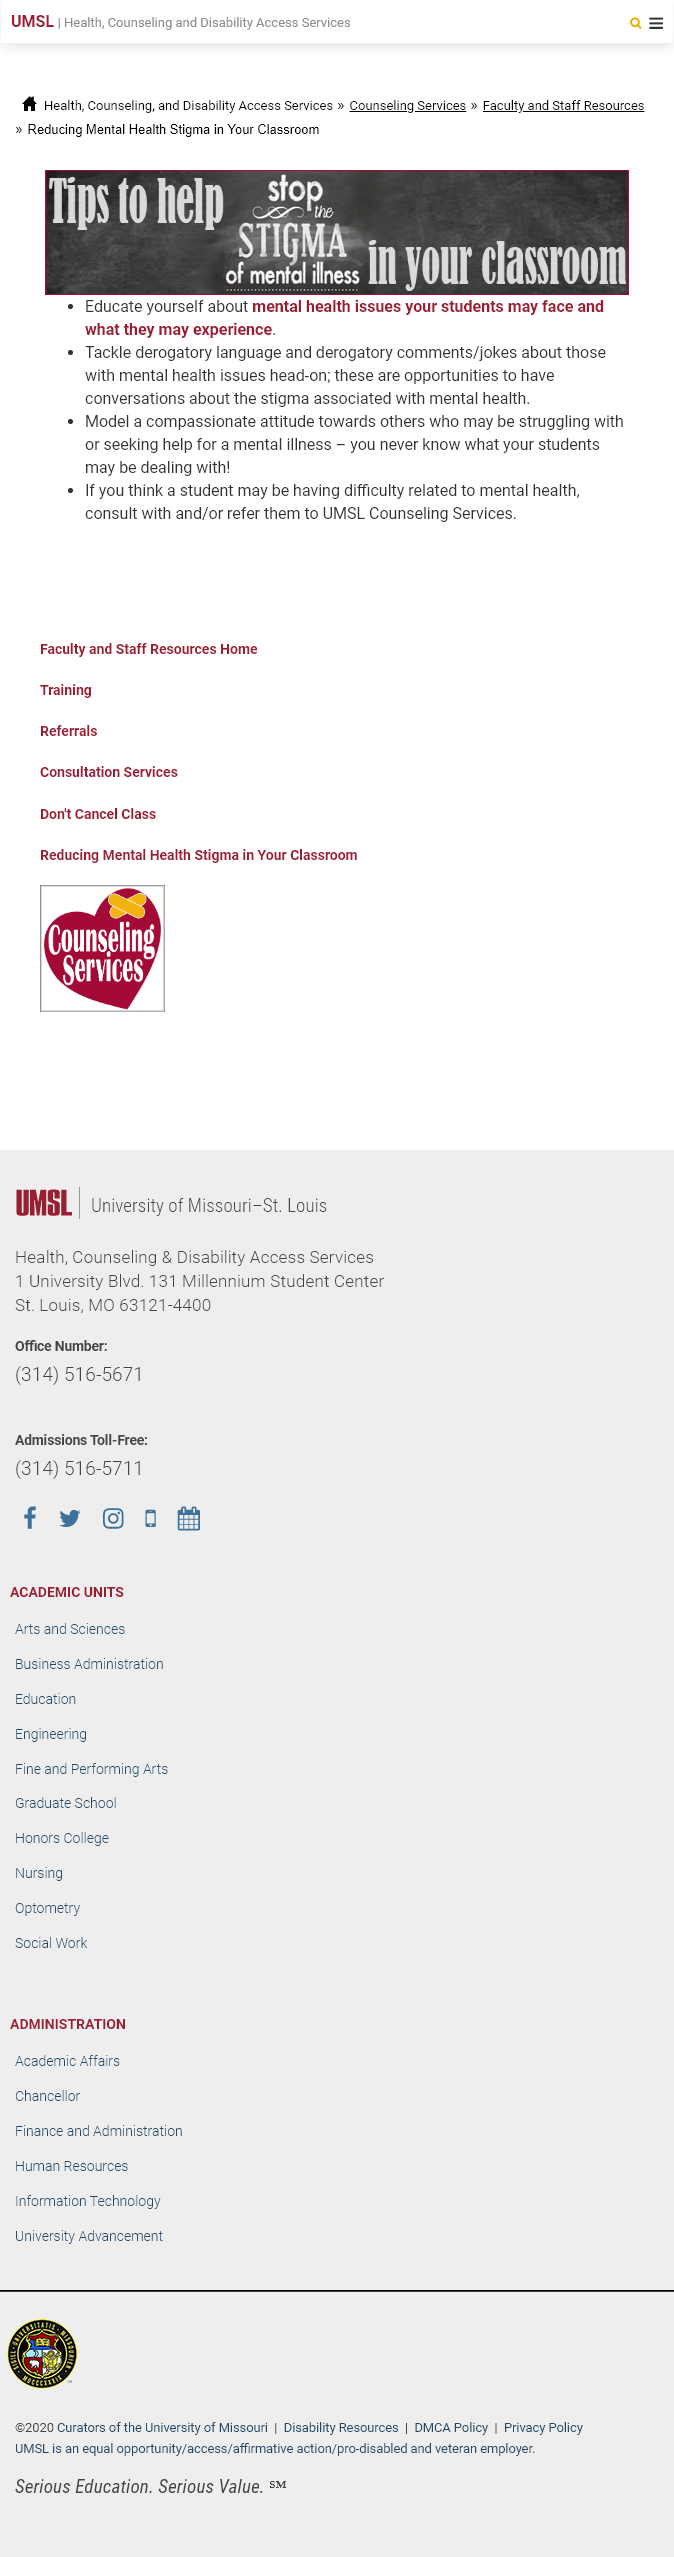 UMSL | Health, Counseling and Disability Access Services
Health, Counseling, and Disability Access Services » Counseling Services » Faculty and Staff Resources
» Reducing Mental Health Stigma in Your Classroom
Tips to help stop the STIGMA of mental illness in your classroom
• Educate yourself about mental health issues your students may face and
what they may experience.
• Tackle derogatory language and derogatory comments/jokes about those
with mental health issues head-on; these are opportunities to have
conversations about the stigma associated with mental health.
• Model a compassionate attitude towards others who may be struggling with
or seeking help for a mental illness – you never know what your students
may be dealing with!
• If you think a student may be having difficulty related to mental health,
consult with and/or refer them to UMSL Counseling Services.
Faculty and Staff Resources Home
Training
Referrals
Consultation Services
Don't Cancel Class
Reducing Mental Health Stigma in Your Classroom
Counseling
Services
UMSL | University of Missouri–St. Louis
Health, Counseling & Disability Access Services
1 University Blvd. 131 Millennium Student Center
St. Louis, MO 63121-4400
Office Number:
(314) 516-5671
Admissions Toll-Free:
(314) 516-5711
ACADEMIC UNITS
Arts and Sciences
Business Administration
Education
Engineering
Fine and Performing Arts
Graduate School
Honors College
Nursing
Optometry
Social Work
ADMINISTRATION
Academic Affairs
Chancellor
Finance and Administration
Human Resources
Information Technology
University Advancement
©2020 Curators of the University of Missouri | Disability Resources | DMCA Policy | Privacy Policy
UMSL is an equal opportunity/access/affirmative action/pro-disabled and veteran employer.
Serious Education. Serious Value. ℠